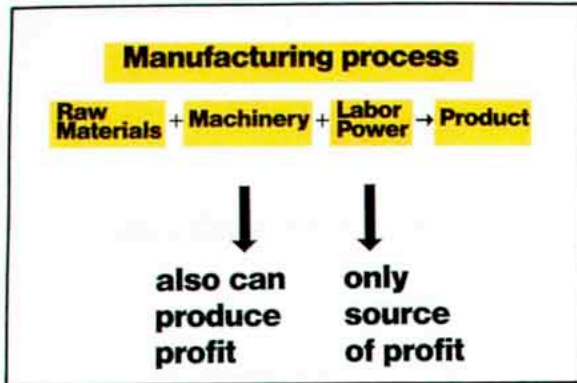 Manufacturing process
Raw Materials + Machinery + Labor Power → Product
also can
produce
profit
only
source
of profit